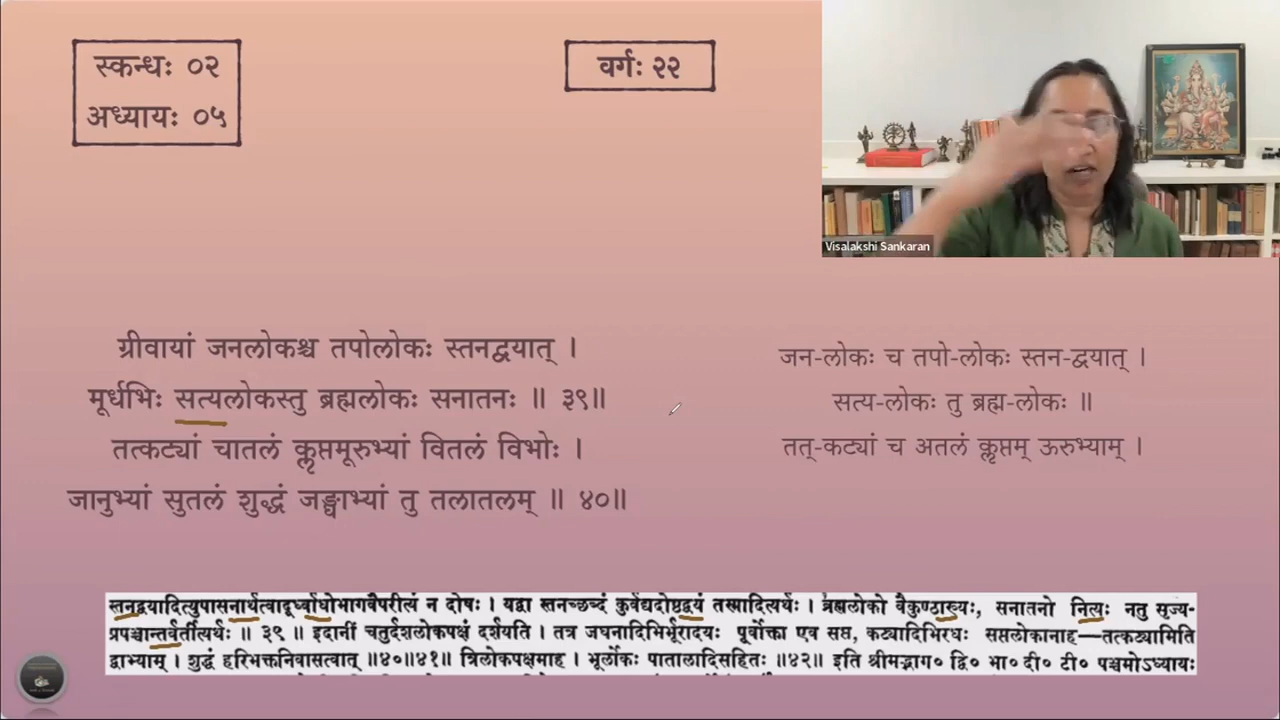 स्कन्धः ०२
अध्यायः ०५
वर्गः २२
Visalakshi Sankaran
ग्रीवायां जनलोकश्च तपोलोकः स्तनद्वयात् ।
मूर्धभिः सत्यलोकस्तु ब्रह्मलोकः सनातनः ॥ ३९॥
तत्कट्यां चातलं कॢप्तमूरुभ्यां वितलं विभोः ।
जानुभ्यां सुतलं शुद्धं जङ्घाभ्यां तु तलातलम् ॥ ४०॥
जन-लोकः च तपो-लोकः स्तन-द्वयात् ।
सत्य-लोकः तु ब्रह्म-लोकः ॥
तत्-कट्यां च अतलं कॢप्तम् ऊरुभ्याम् ।
स्तनद्वयादित्युपासनार्थत्वादूर्ध्वाधोभागवैपरीत्यं न दोषः । यद्वा स्तनच्छब्दं कुर्वद्यदोष्ठद्वयं तस्मादित्यर्थः । ब्रह्मलोको वैकुण्ठाख्यः, सनातनो नित्यः नतु सृज्य-
प्रपञ्चान्तर्वर्तीत्यर्थः ॥ ३९ ॥ इदानीं चतुर्दशलोकपक्षं दर्शयति । तत्र जघनादिभिर्भूरादयः पूर्वोक्ता एव सप्त, कट्यादिभिरधः सप्तलोकानाह—तत्कट्यामिति
द्वाभ्याम् । शुद्धं हरिभक्तनिवासत्वात् ॥४०॥४१॥ त्रिलोकपक्षमाह । भूर्लोकः पातालादिसहितः ॥४२॥ इति श्रीमद्भाग० द्वि० भा० दी० टी० पञ्चमोऽध्यायः